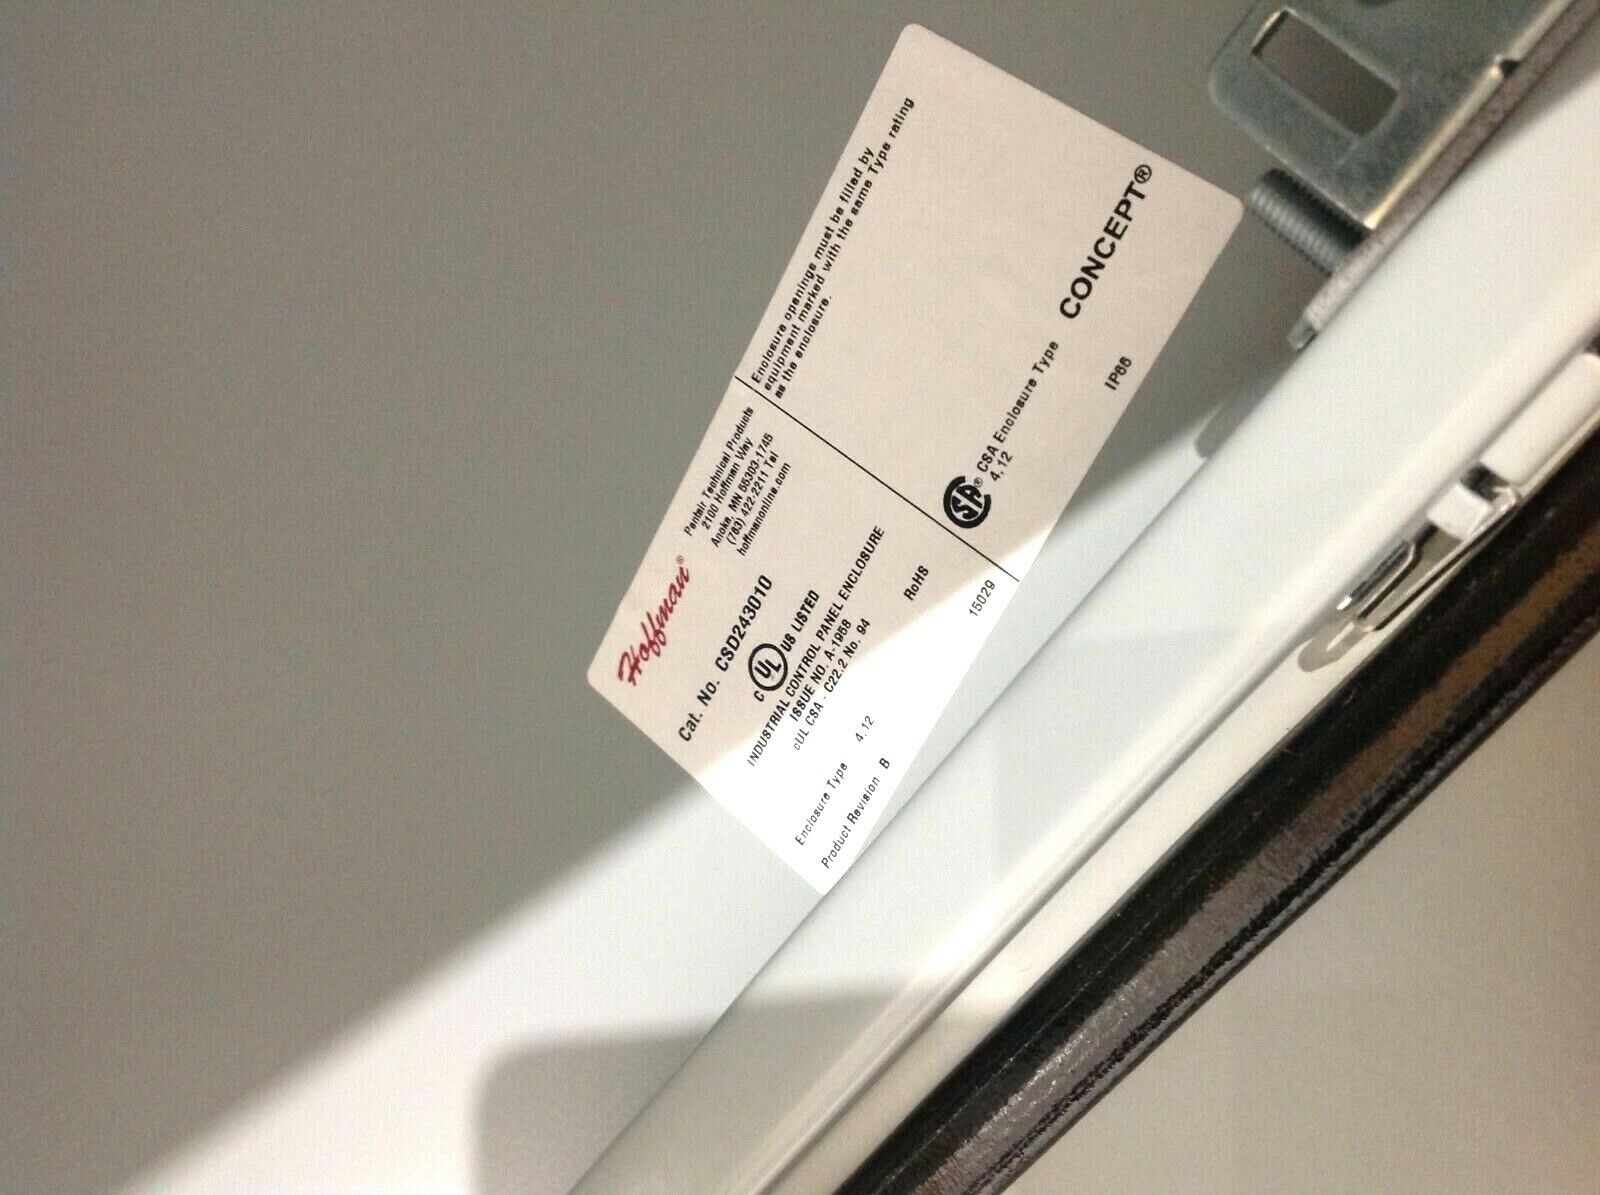 Hoffman®
Pentair Technical Products
2100 Hoffman Way
Anoka, MN 55303-1745
(763) 422-2211 Tel
hoffmanonline.com
Cat. No. CSD243010
c UL US LISTED
INDUSTRIAL CONTROL PANEL ENCLOSURE
ISSUE NO. A-1958
cUL CSA - C22.2 No. 94
Enclosure Type 4,12
RoHS
Product Revision B
15029
Enclosure openings must be filled by
equipment marked with the same Type rating
as the enclosure.
SA® CSA Enclosure Type
4, 12
CONCEPT®
IP66